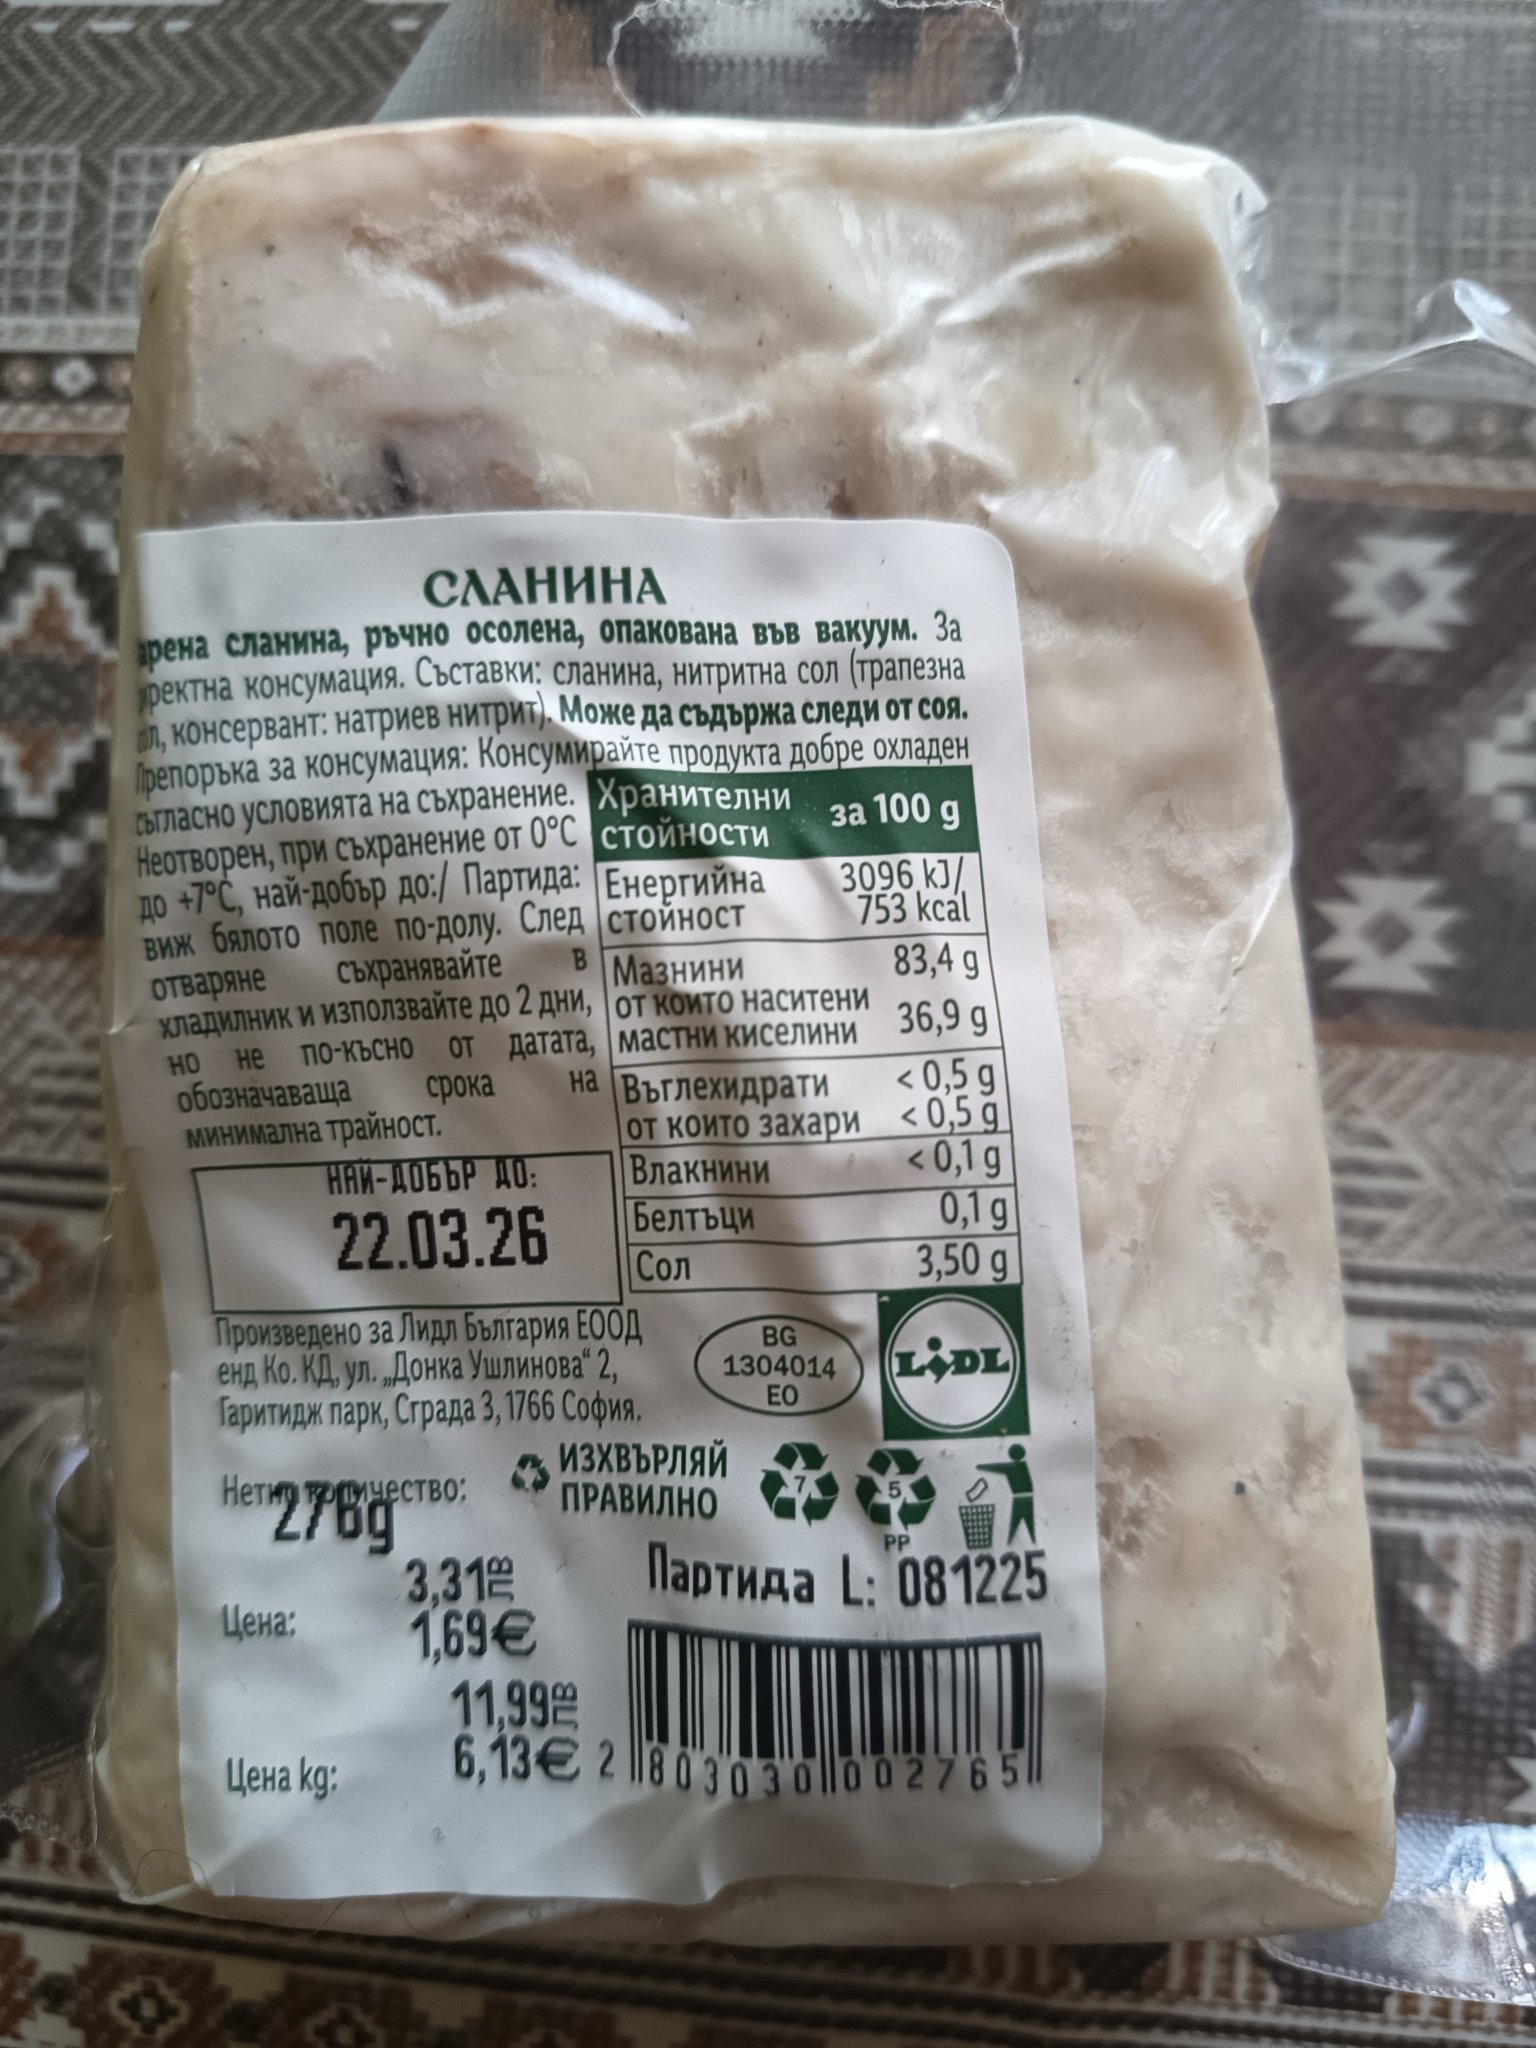 СЛАНИНА
сланина, ръчно осолена, опакована във вакуум. За
консумация. Съставки: сланина, нитритна сол (трапезна
консервант: натриев нитрит). Може да съдържа следи от соя.
Препоръка за консумация: Консумирайте продукта добре охладен
съгласно условията на съхранение.
Неотворен, при съхранение от 0°C
до +7°C, най-добър до:/ Партида:
виж бялото поле по-долу. След
отваряне съхранявайте в
хладилник и използвайте до 2 дни,
но не по-късно от датата,
обозначаваща срока на
минимална трайност.
Хранителни стойности за 100 g
Енергийна стойност 3096 kJ/ 753 kcal
Мазнини 83,4 g
от които наситени мастни киселини 36,9 g
Въглехидрати < 0,5 g
от които захари < 0,5 g
Влакнини < 0,1 g
Белтъци 0,1 g
Сол 3,50 g
НАЙ-ДОБЪР ДО:
22.03.26
Произведено за Лидл България ЕООД
енд Ко. КД, ул. „Донка Ушлинова“ 2,
Гаритидж парк, Сграда 3, 1766 София.
BG
1304014
EO
LIDL
ИЗХВЪРЛЯЙ
ПРАВИЛНО
7
5
PP
Нетно количество:
276g
Партида L: 081225
Цена:
3,31лв
1,69€
Цена kg:
11,99лв
6,13€
2 803030 002765